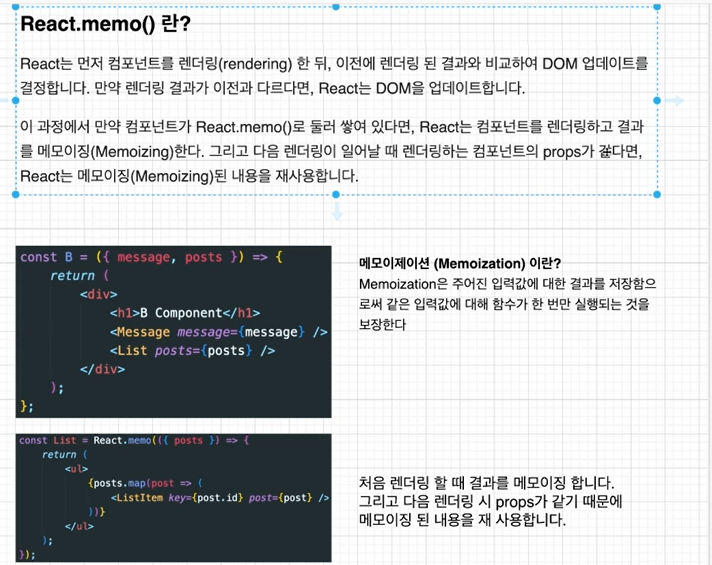 React.memo() 란?
React는 먼저 컴포넌트를 렌더링(rendering) 한 뒤, 이전에 렌더링 된 결과와 비교하여 DOM 업데이트를
결정합니다. 만약 렌더링 결과가 이전과 다르다면, React는 DOM을 업데이트합니다.
이 과정에서 만약 컴포넌트가 React.memo()로 둘러 쌓여 있다면, React는 컴포넌트를 렌더링하고 결과
를 메모이징(Memoizing)한다. 그리고 다음 렌더링이 일어날 때 렌더링하는 컴포넌트의 props가 같다면,
React는 메모이징(Memoizing)된 내용을 재사용합니다.
const B = ({ message, posts }) => {
return (
<div>
<h1>B Component</h1>
<Message message={message} />
<List posts={posts} />
</div>
);
};
메모이제이션 (Memoization) 이란?
Memoization은 주어진 입력값에 대한 결과를 저장함으
로써 같은 입력값에 대해 함수가 한 번만 실행되는 것을
보장한다
const List = React.memo(({ posts }) => {
return (
<ul>
{posts.map(post => (
<ListItem key={post.id} post={post} />
))}
</ul>
);
});
처음 렌더링 할 때 결과를 메모이징 합니다.
그리고 다음 렌더링 시 props가 같기 때문에
메모이징 된 내용을 재 사용합니다.